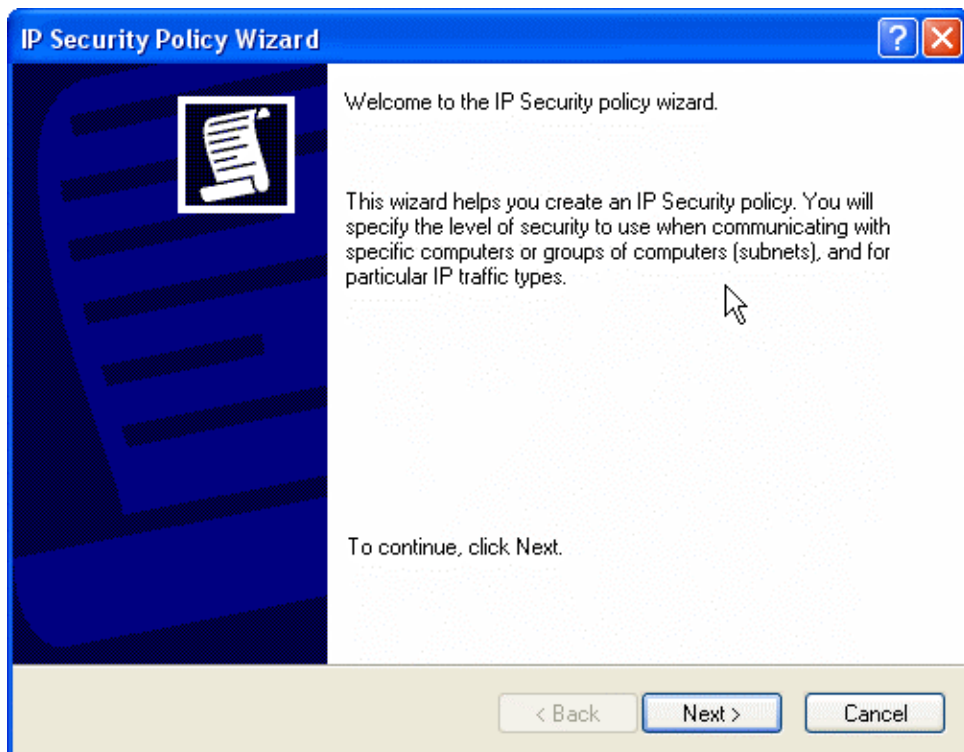 IP Security Policy Wizard
Welcome to the IP Security policy wizard.
This wizard helps you create an IP Security policy. You will
specify the level of security to use when communicating with
specific computers or groups of computers (subnets), and for
particular IP traffic types.
To continue, click Next.
< Back
Next >
Cancel